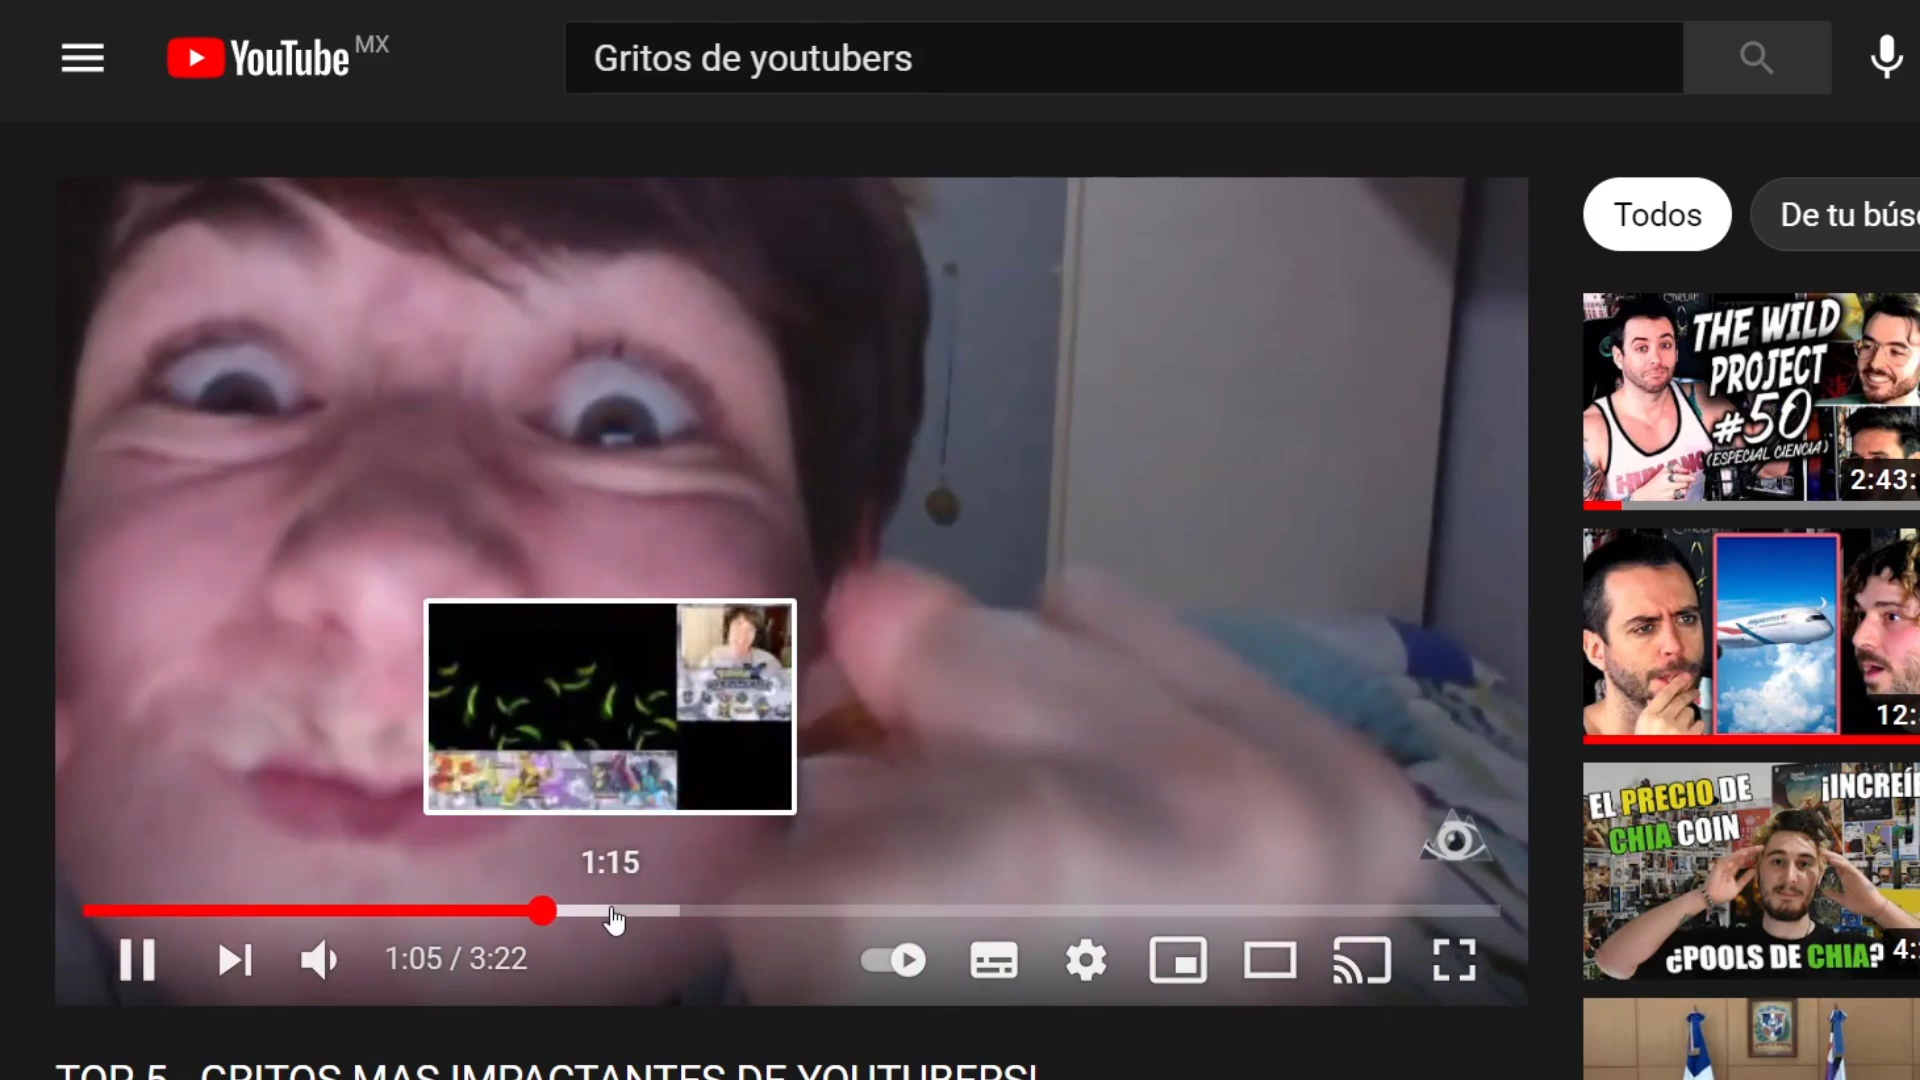 YouTube MX
Gritos de youtubers
Todos
De tu bús
THE WILD
PROJECT
#50
(ESPECIAL CIENCIA)
HUMANO
2:43:
12:
EL PRECIO DE
CHIA COIN
¡INCREÍ
¿POOLS DE CHIA?
4:
1:15
1:05 / 3:22
TOP 5 - GRITOS MAS IMPACTANTES DE YOUTUBERS!